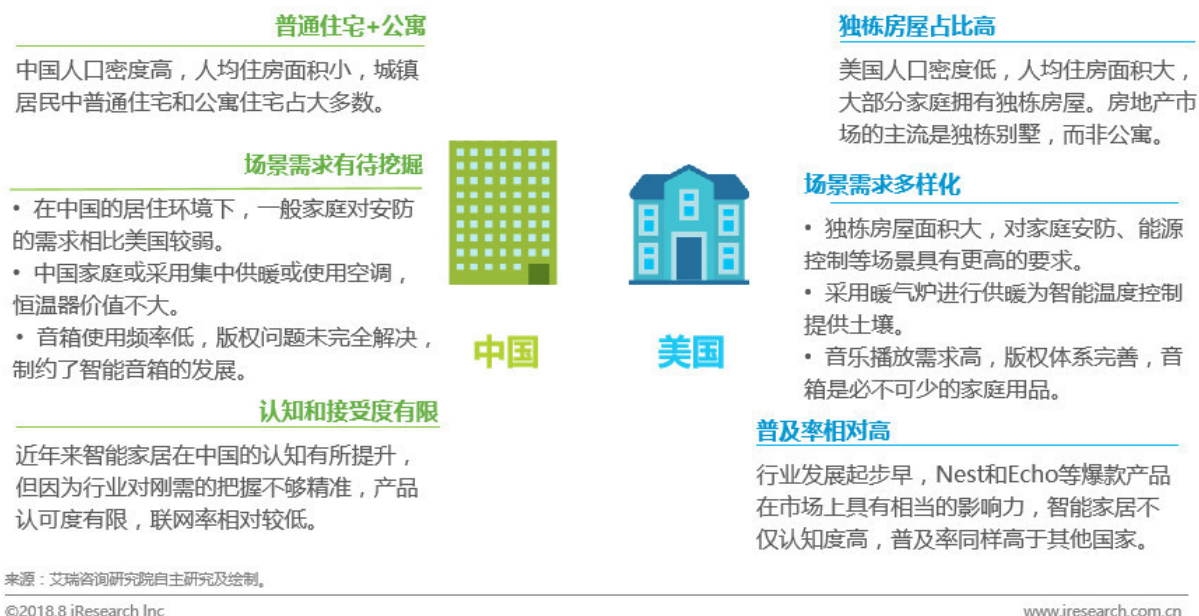 普通住宅+公寓
中国人口密度高，人均住房面积小，城镇
居民中普通住宅和公寓住宅占大多数。
场景需求有待挖掘
• 在中国的居住环境下，一般家庭对安防
的需求相比美国较弱。
• 中国家庭或采用集中供暖或使用空调，
恒温器价值不大。
• 音箱使用频率低，版权问题未完全解决，
制约了智能音箱的发展。
认知和接受度有限
近年来智能家居在中国的认知有所提升，
但因为行业对刚需的把握不够精准，产品
认可度有限，联网率相对较低。
中国
美国
独栋房屋占比高
美国人口密度低，人均住房面积大，
大部分家庭拥有独栋房屋。房地产市
场的主流是独栋别墅，而非公寓。
场景需求多样化
• 独栋房屋面积大，对家庭安防、能源
控制等场景具有更高的要求。
• 采用暖气炉进行供暖为智能温度控制
提供土壤。
• 音乐播放需求高，版权体系完善，音
箱是必不可少的家庭用品。
普及率相对高
行业发展起步早，Nest和Echo等爆款产品
在市场上具有相当的影响力，智能家居不
仅认知度高，普及率同样高于其他国家。
来源：艾瑞咨询研究院自主研究及绘制。
©2018.8 iResearch Inc
www.iresearch.com.cn